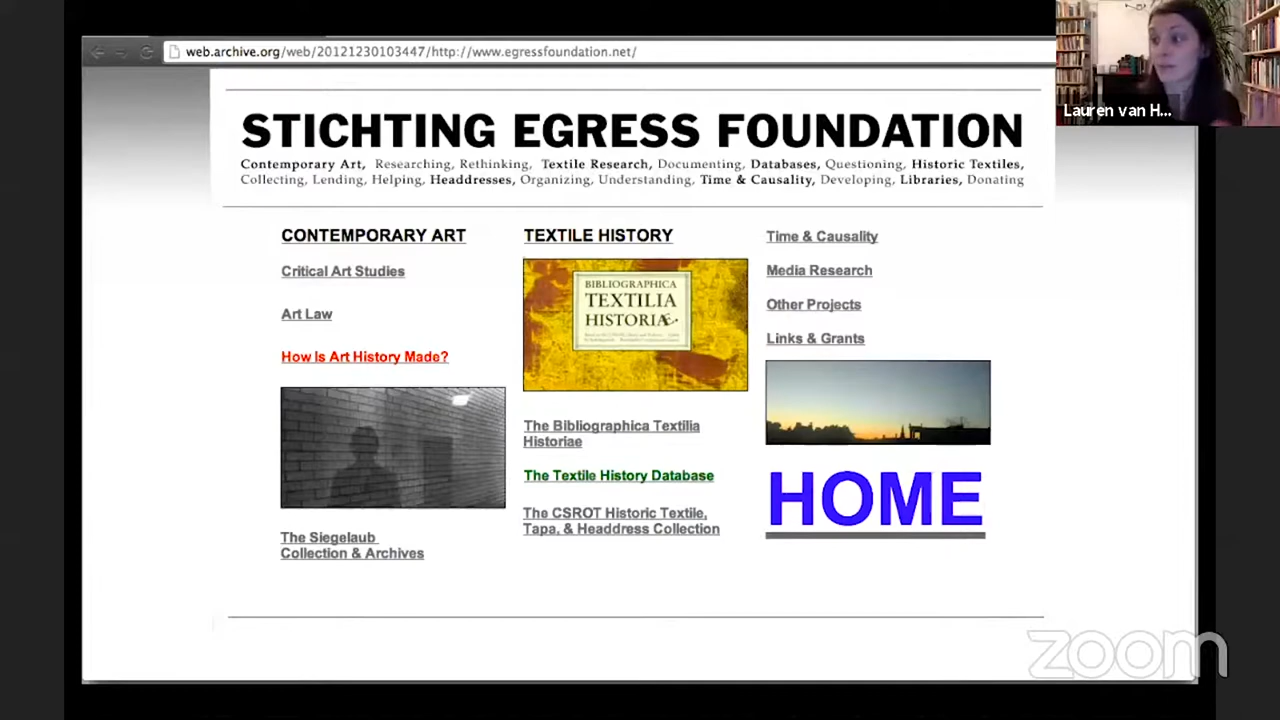 web.archive.org/web/20121230103447/http://www.egressfoundation.net/
Lauren van H...
STICHTING EGRESS FOUNDATION
Contemporary Art, Researching, Rethinking, Textile Research, Documenting, Databases, Questioning, Historic Textiles,
Collecting, Lending, Helping, Headdresses, Organizing, Understanding, Time & Causality, Developing, Libraries, Donating
CONTEMPORARY ART
Critical Art Studies
Art Law
How Is Art History Made?
The Siegelaub
Collection & Archives
TEXTILE HISTORY
BIBLIOGRAPHICA
TEXTILIA
HISTORIÆ
The Bibliographica Textilia
Historiae
The Textile History Database
The CSROT Historic Textile,
Tapa, & Headdress Collection
Time & Causality
Media Research
Other Projects
Links & Grants
HOME
zoom